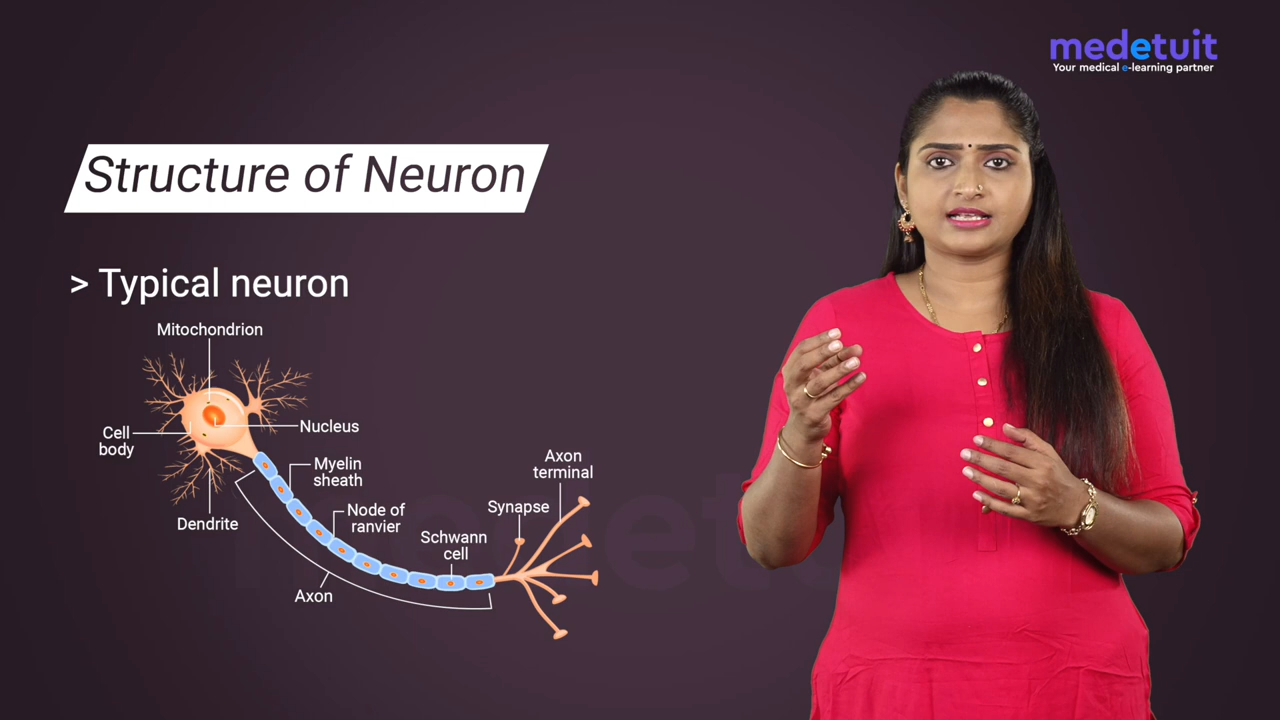 medetuit
Your medical e-learning partner
Structure of Neuron
> Typical neuron
Mitochondrion
Nucleus
Cell
body
Myelin
sheath
Axon
terminal
Synapse
Node of
ranvier
Dendrite
Schwann
cell
Axon
medetuit